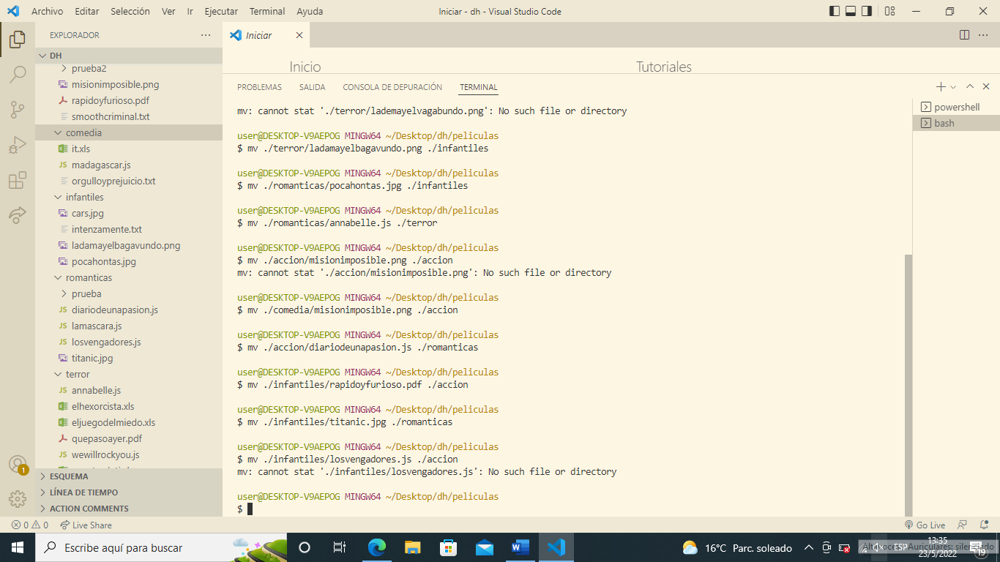 Archivo Editar Selección Ver Ir Ejecutar Terminal Ayuda
Iniciar - dh - Visual Studio Code
EXPLORADOR
DH
prueba2
misionimposible.png
rapidoyfurioso.pdf
smoothcriminal.txt
comedia
it.xls
madagascar.js
orgulloyprejuicio.txt
infantiles
cars.jpg
intenzamente.txt
ladamayelbagavundo.png
pocahontas.jpg
romanticas
prueba
diariodeunapasion.js
lamascara.js
losvengadores.js
titanic.jpg
terror
annabelle.js
elhexorcista.xls
eljuegodelmiedo.xls
quepasoayer.pdf
wewillrockyou.js
ESQUEMA
LÍNEA DE TIEMPO
ACTION COMMENTS
Iniciar
Inicio
Tutoriales
PROBLEMAS SALIDA CONSOLA DE DEPURACIÓN TERMINAL
mv: cannot stat './terror/lademayelvagabundo.png': No such file or directory
user@DESKTOP-V9AEPOG MINGW64 ~/Desktop/dh/peliculas
$ mv ./terror/ladamayelbagavundo.png ./infantiles
user@DESKTOP-V9AEPOG MINGW64 ~/Desktop/dh/peliculas
$ mv ./romanticas/pocahontas.jpg ./infantiles
user@DESKTOP-V9AEPOG MINGW64 ~/Desktop/dh/peliculas
$ mv ./romanticas/annabelle.js ./terror
user@DESKTOP-V9AEPOG MINGW64 ~/Desktop/dh/peliculas
$ mv ./accion/misionimposible.png ./accion
mv: cannot stat './accion/misionimposible.png': No such file or directory
user@DESKTOP-V9AEPOG MINGW64 ~/Desktop/dh/peliculas
$ mv ./comedia/misionimposible.png ./accion
user@DESKTOP-V9AEPOG MINGW64 ~/Desktop/dh/peliculas
$ mv ./accion/diariodeunapasion.js ./romanticas
user@DESKTOP-V9AEPOG MINGW64 ~/Desktop/dh/peliculas
$ mv ./infantiles/rapidoyfurioso.pdf ./accion
user@DESKTOP-V9AEPOG MINGW64 ~/Desktop/dh/peliculas
$ mv ./infantiles/titanic.jpg ./romanticas
user@DESKTOP-V9AEPOG MINGW64 ~/Desktop/dh/peliculas
$ mv ./infantiles/losvengadores.js ./accion
mv: cannot stat './infantiles/losvengadores.js': No such file or directory
user@DESKTOP-V9AEPOG MINGW64 ~/Desktop/dh/peliculas
$
powershell
bash
1
0 0 Live Share
Go Live
Escribe aquí para buscar
16°C Parc. soleado
ESP
13:35
23/5/2022
19
Auriculares: silenciado